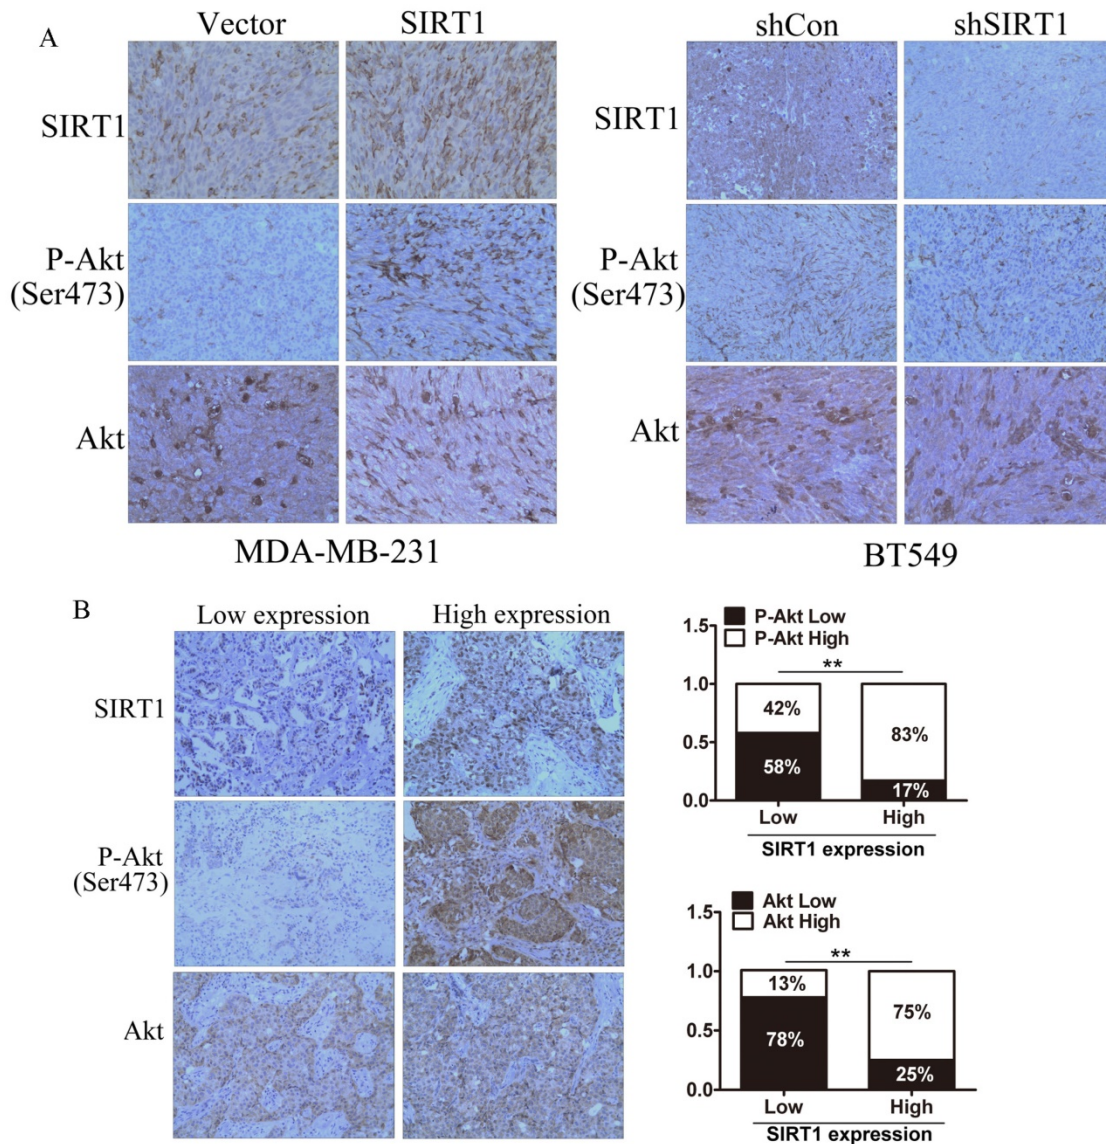 A
Vector SIRT1
shCon shSIRT1
SIRT1
SIRT1
P-Akt
(Ser473)
P-Akt
(Ser473)
Akt
Akt
MDA-MB-231
BT549
B
Low expression High expression
SIRT1
P-Akt
(Ser473)
Akt
P-Akt Low
P-Akt High
1.5
**
1.0
42%
83%
0.5
58%
17%
0.0
Low High
SIRT1 expression
Akt Low
Akt High
1.5
**
1.0
13%
75%
0.5
78%
25%
0.0
Low High
SIRT1 expression